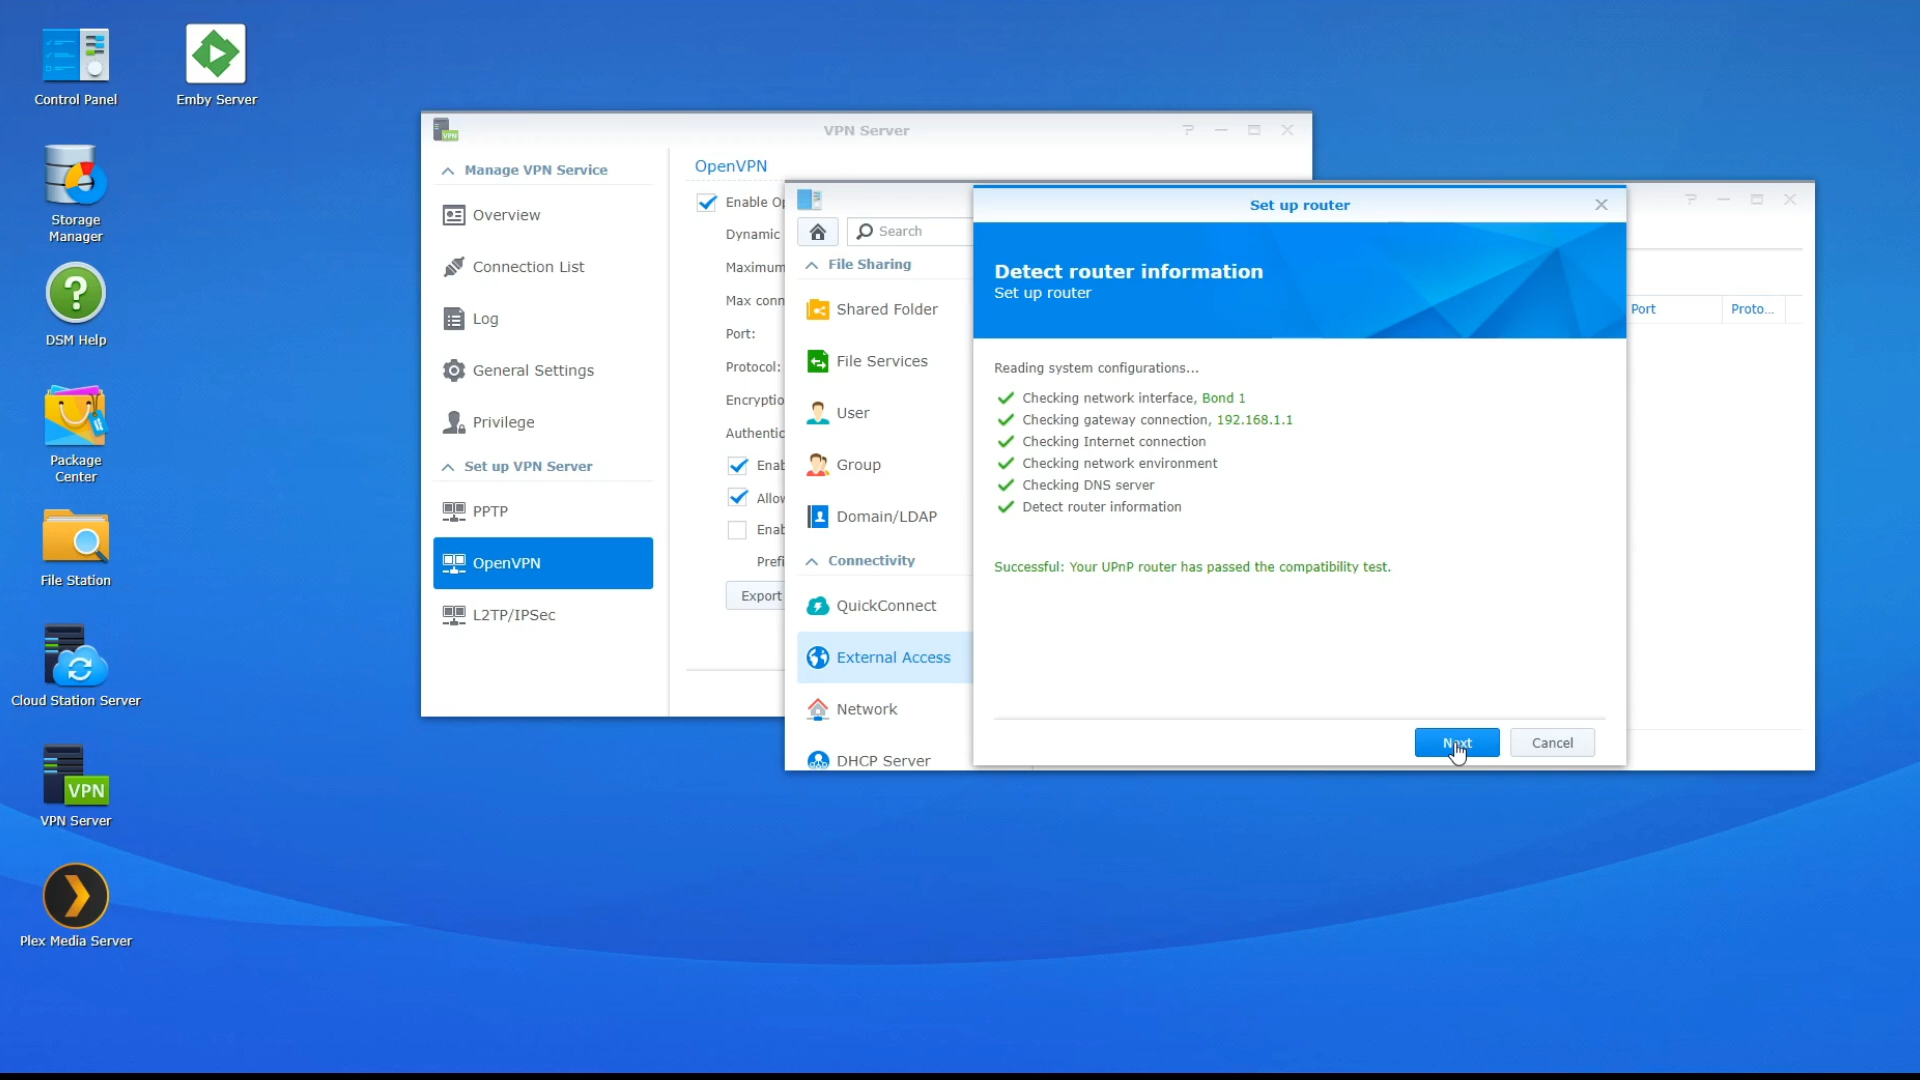 Control Panel
Emby Server
Storage
Manager
DSM Help
Package
Center
File Station
Cloud Station Server
VPN
VPN Server
Plex Media Server
VPN
VPN Server
Manage VPN Service
Overview
Connection List
Log
General Settings
Privilege
Set up VPN Server
PPTP
OpenVPN
L2TP/IPSec
OpenVPN
Enable Op
Dynamic
Maximum
Max conn
Port:
Protocol:
Encryptio
Authentic
Enab
Allow
Enab
Prefi
Export
Search
File Sharing
Shared Folder
File Services
User
Group
Domain/LDAP
Connectivity
QuickConnect
External Access
Network
DHCP Server
Port
Proto...
Set up router
Detect router information
Set up router
Reading system configurations...
Checking network interface, Bond 1
Checking gateway connection, 192.168.1.1
Checking Internet connection
Checking network environment
Checking DNS server
Detect router information
Successful: Your UPnP router has passed the compatibility test.
Next
Cancel